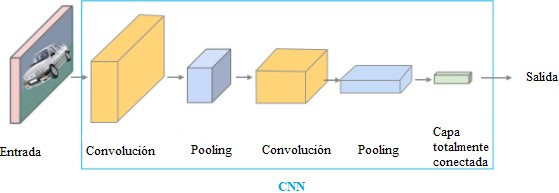 Salida
Entrada
Convolución
Pooling
Convolución
Pooling
Capa
totalmente
conectada
CNN